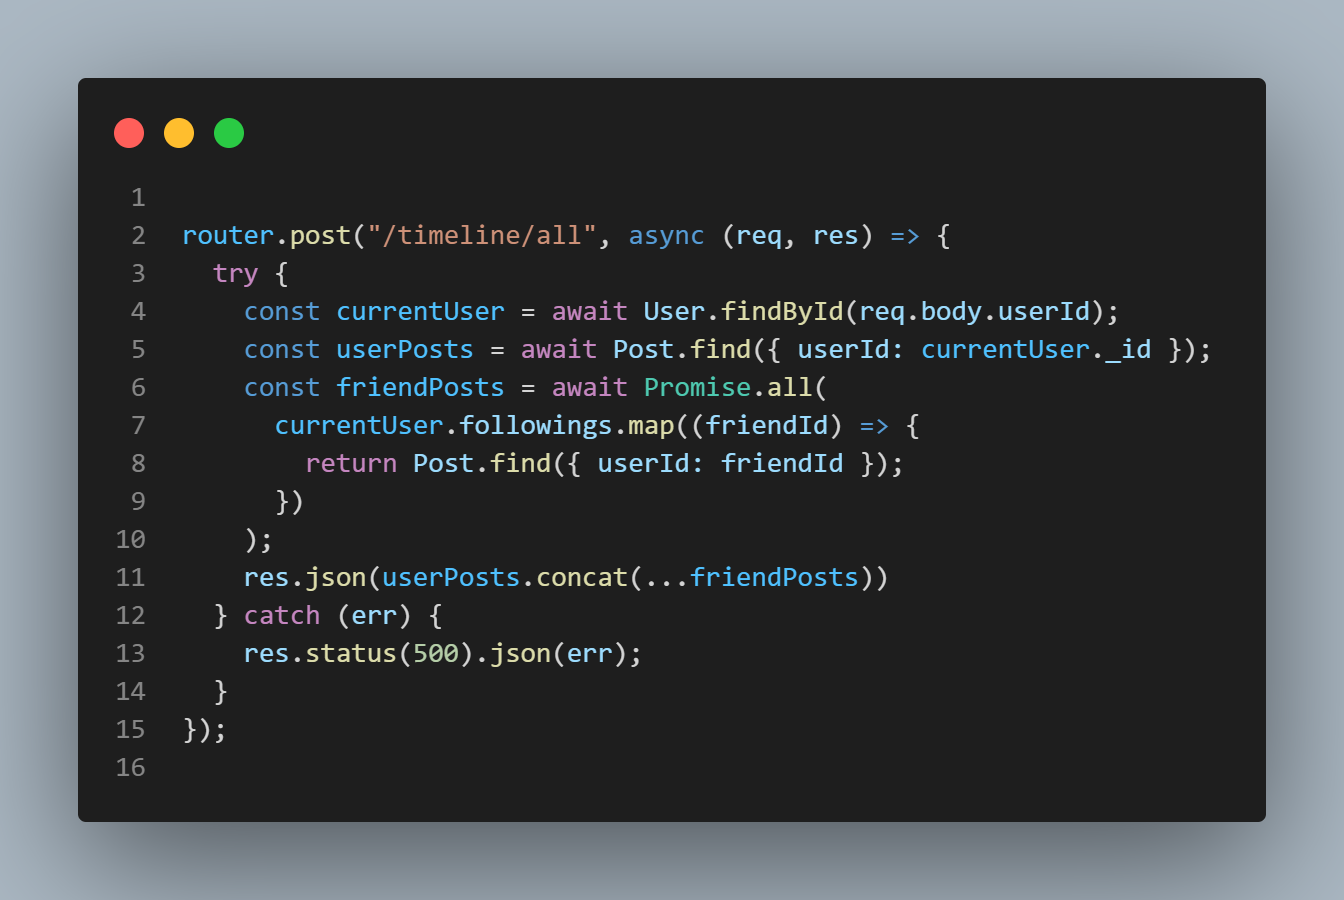 1
2 router.post("/timeline/all", async (req, res) => {
3   try {
4     const currentUser = await User.findById(req.body.userId);
5     const userPosts = await Post.find({ userId: currentUser._id });
6     const friendPosts = await Promise.all(
7       currentUser.followings.map((friendId) => {
8         return Post.find({ userId: friendId });
9       })
10     );
11     res.json(userPosts.concat(...friendPosts))
12   } catch (err) {
13     res.status(500).json(err);
14   }
15 });
16